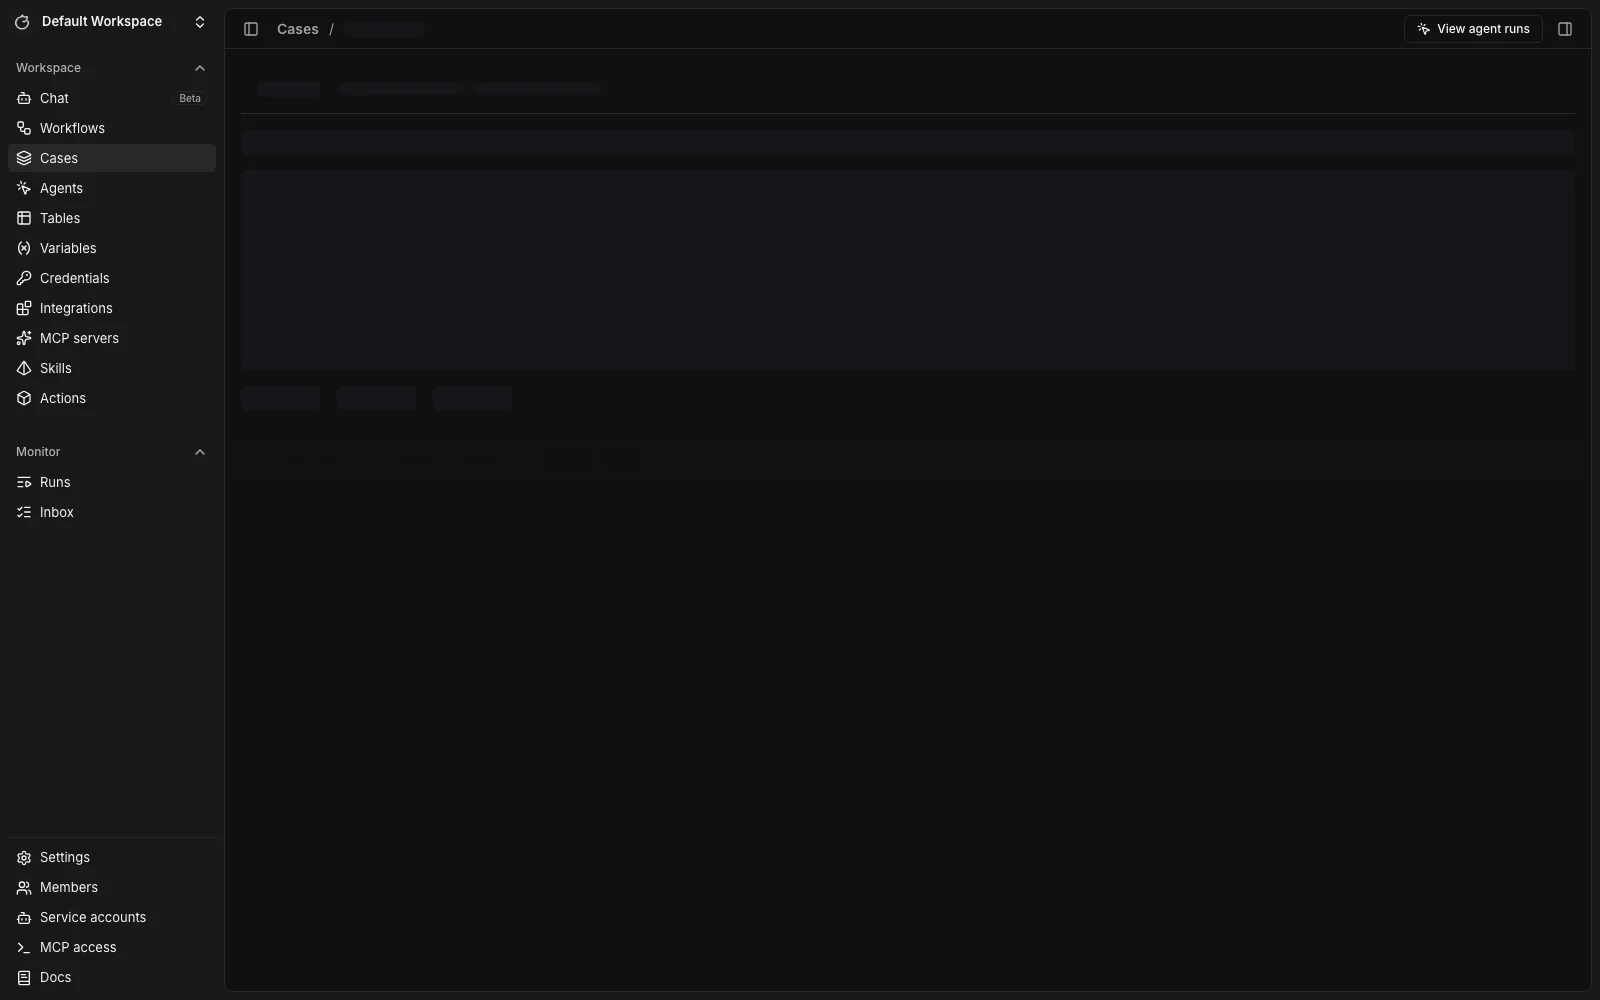 Default Workspace
Cases /
View agent runs
Workspace
Chat
Beta
Workflows
Cases
Agents
Tables
Variables
Credentials
Integrations
MCP servers
Skills
Actions
Monitor
Runs
Inbox
Settings
Members
Service accounts
MCP access
Docs